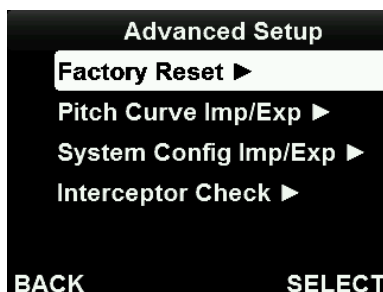 Advanced Setup
Factory Reset ►
Pitch Curve Imp/Exp ►
System Config Imp/Exp ►
Interceptor Check ►
BACK SELECT